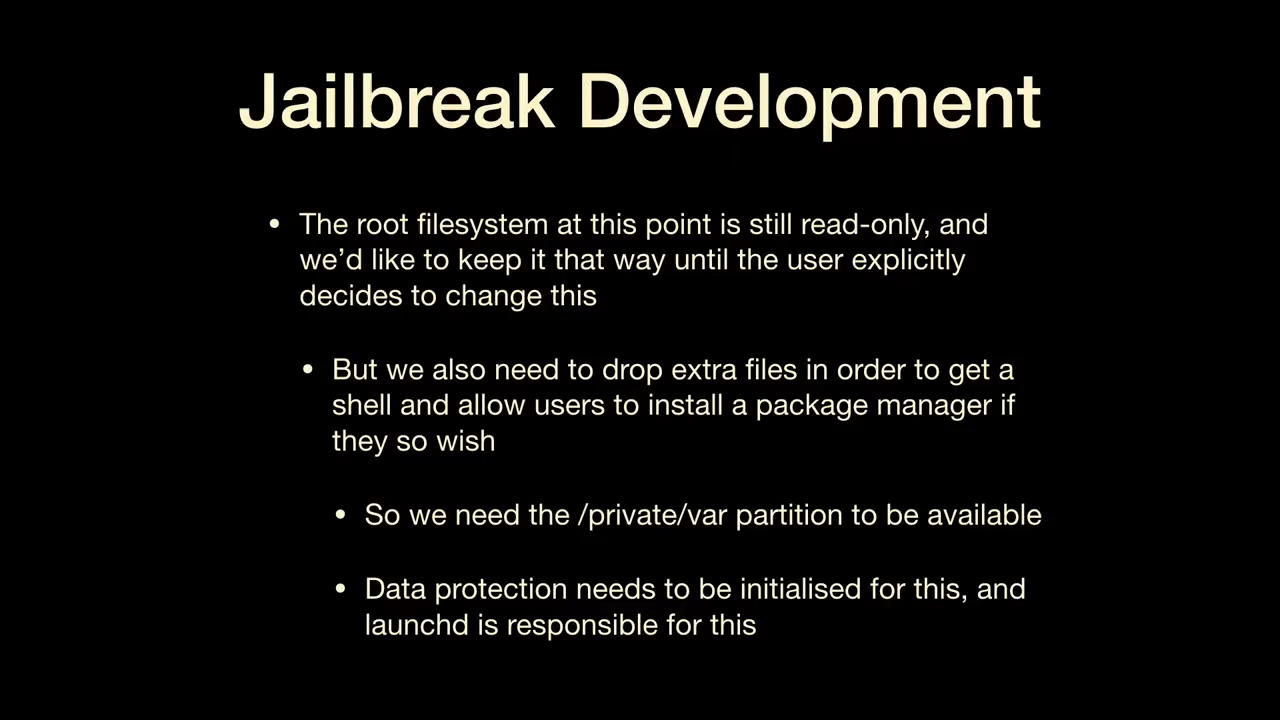 Jailbreak Development
• The root filesystem at this point is still read-only, and
we’d like to keep it that way until the user explicitly
decides to change this
• But we also need to drop extra files in order to get a
shell and allow users to install a package manager if
they so wish
• So we need the /private/var partition to be available
• Data protection needs to be initialised for this, and
launchd is responsible for this